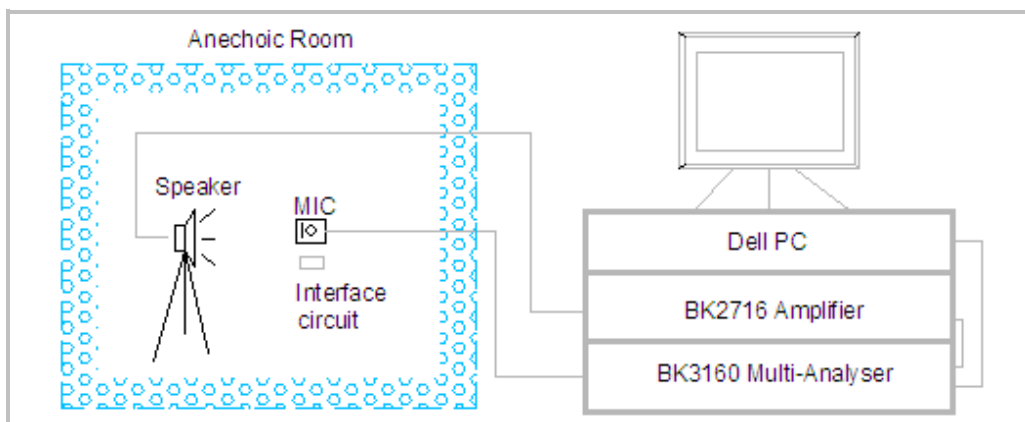 Anechoic Room
Speaker
MIC
Interface
circuit
Dell PC
BK2716 Amplifier
BK3160 Multi-Analyser